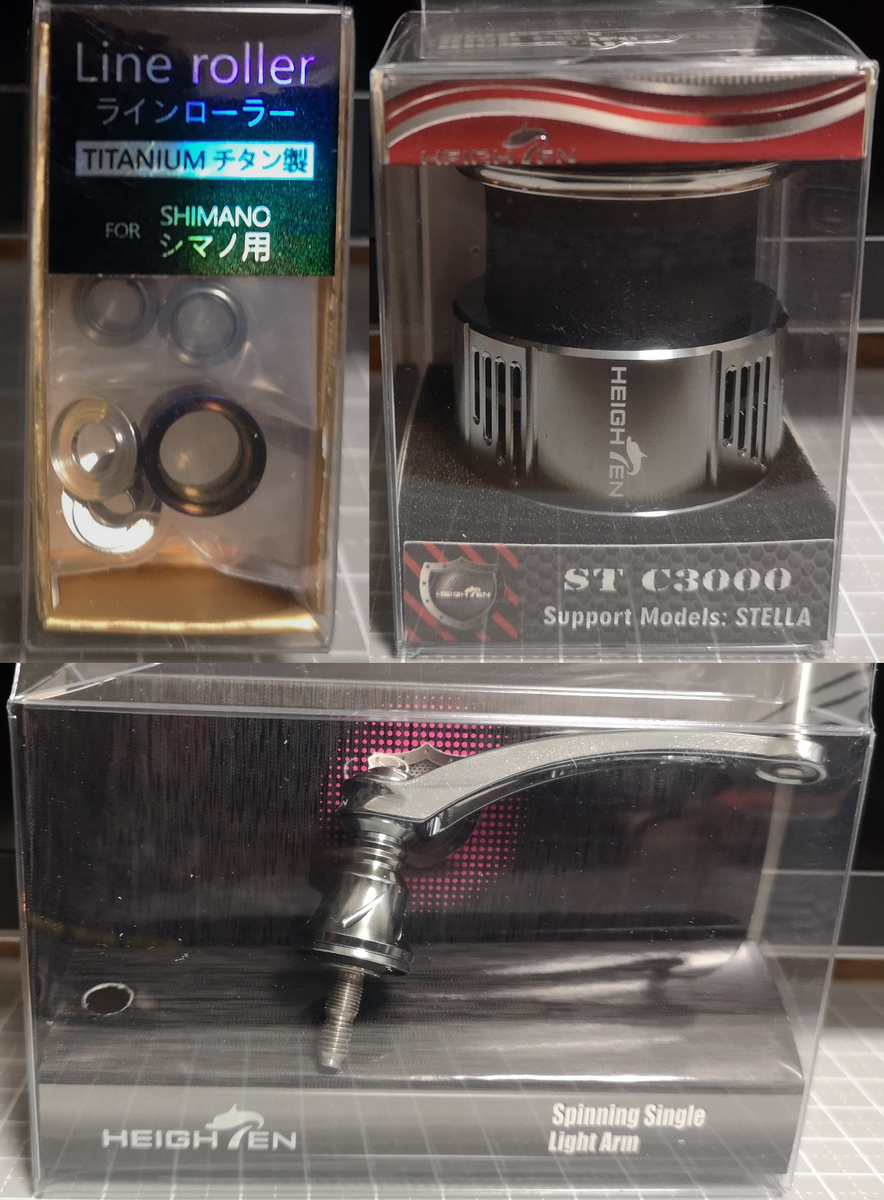 Line roller
ラインローラー
TITANIUM チタン製
FOR SHIMANO
シマノ用
HEIGHTEN
HEIGHTEN
HEIGHTEN
ST C3000
Support Models: STELLA
HEIGHTEN
Spinning Single
Light Arm